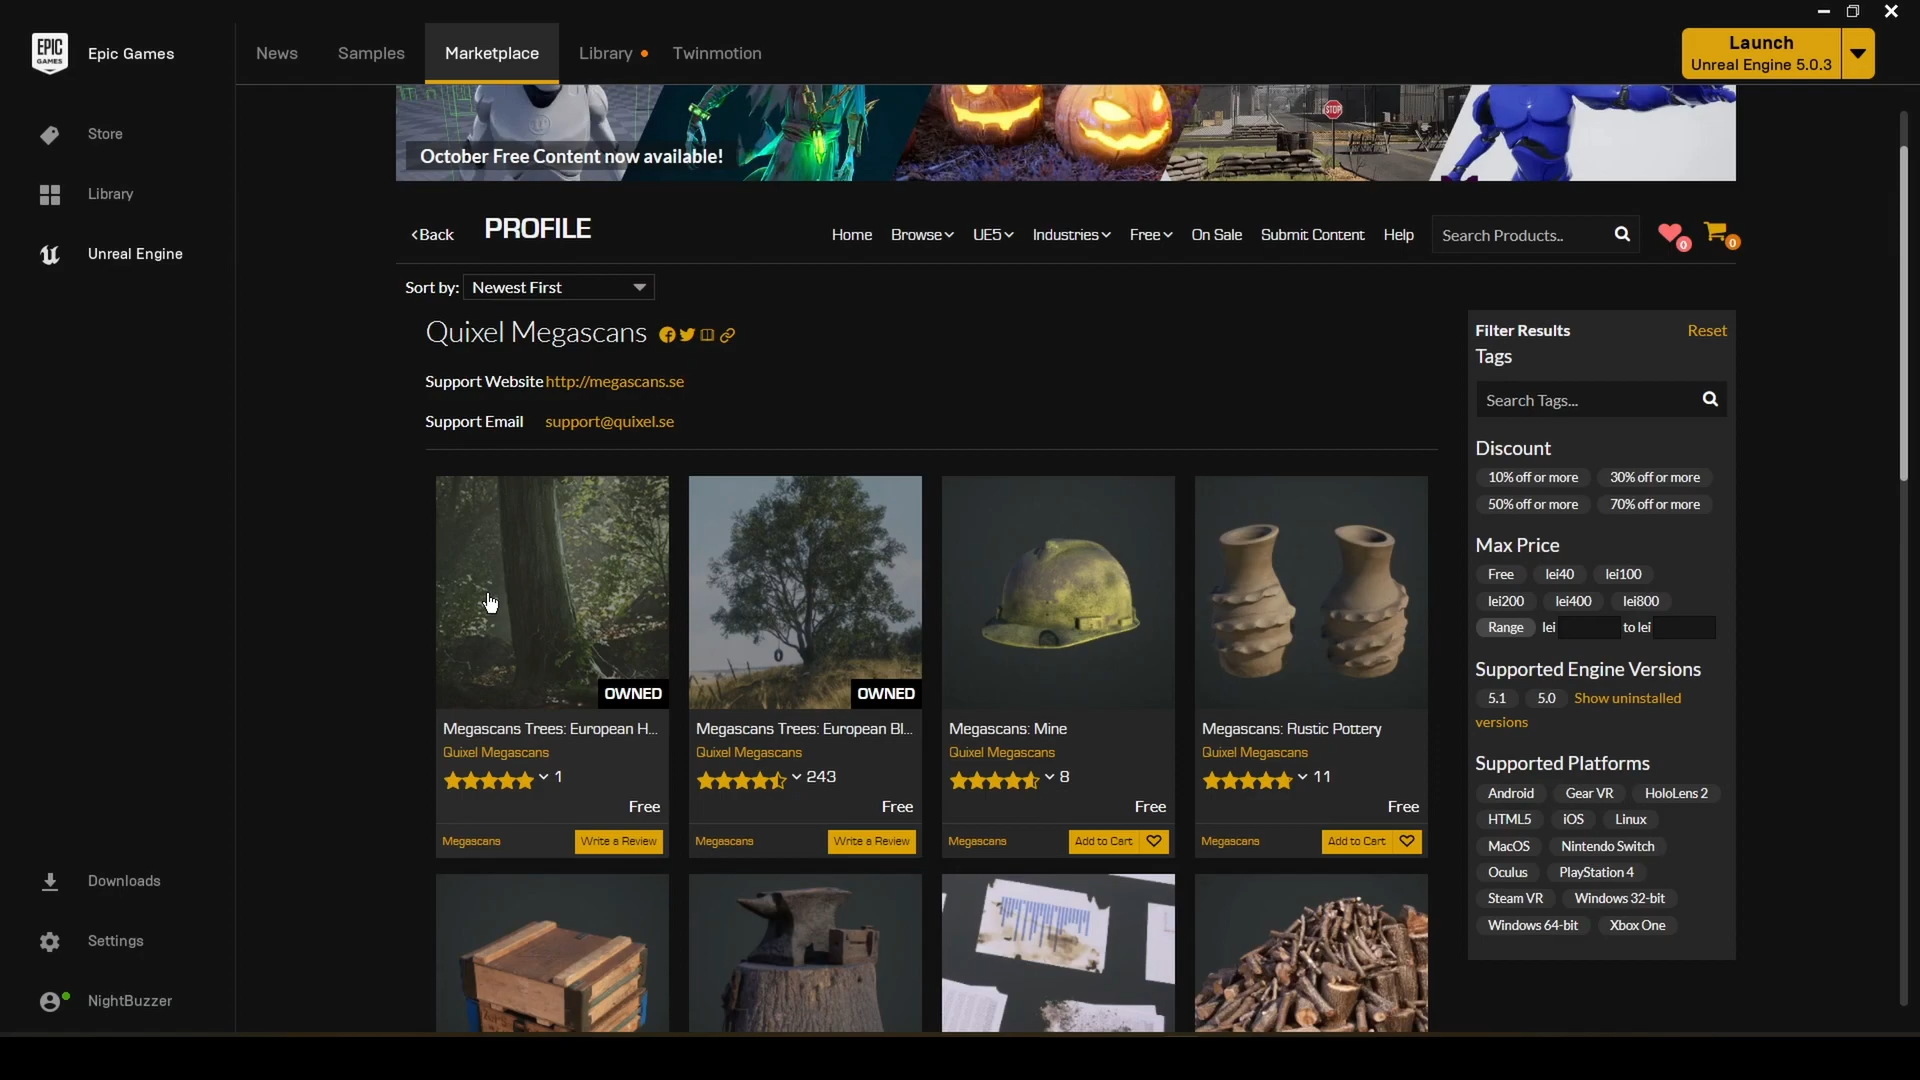 EPIC GAMES
Epic Games
News
Samples
Marketplace
Library
Twinmotion
Launch
Unreal Engine 5.0.3
Store
Library
Unreal Engine
Downloads
Settings
NightBuzzer
STOP
October Free Content now available!
Back
PROFILE
Home
Browse
UE5
Industries
Free
On Sale
Submit Content
Help
Search Products..
0
0
Sort by:
Newest First
Quixel Megascans
Support Website http://megascans.se
Support Email support@quixel.se
OWNED
Megascans Trees: European H...
Quixel Megascans
1
Free
Megascans
Write a Review
OWNED
Megascans Trees: European Bl...
Quixel Megascans
243
Free
Megascans
Write a Review
Megascans: Mine
Quixel Megascans
8
Free
Megascans
Add to Cart
Megascans: Rustic Pottery
Quixel Megascans
11
Free
Megascans
Add to Cart
Filter Results
Reset
Tags
Search Tags...
Discount
10% off or more
30% off or more
50% off or more
70% off or more
Max Price
Free
lei40
lei100
lei200
lei400
lei800
Range
lei
to lei
Supported Engine Versions
5.1
5.0
Show uninstalled
versions
Supported Platforms
Android
Gear VR
HoloLens 2
HTML5
iOS
Linux
MacOS
Nintendo Switch
Oculus
PlayStation 4
Steam VR
Windows 32-bit
Windows 64-bit
Xbox One